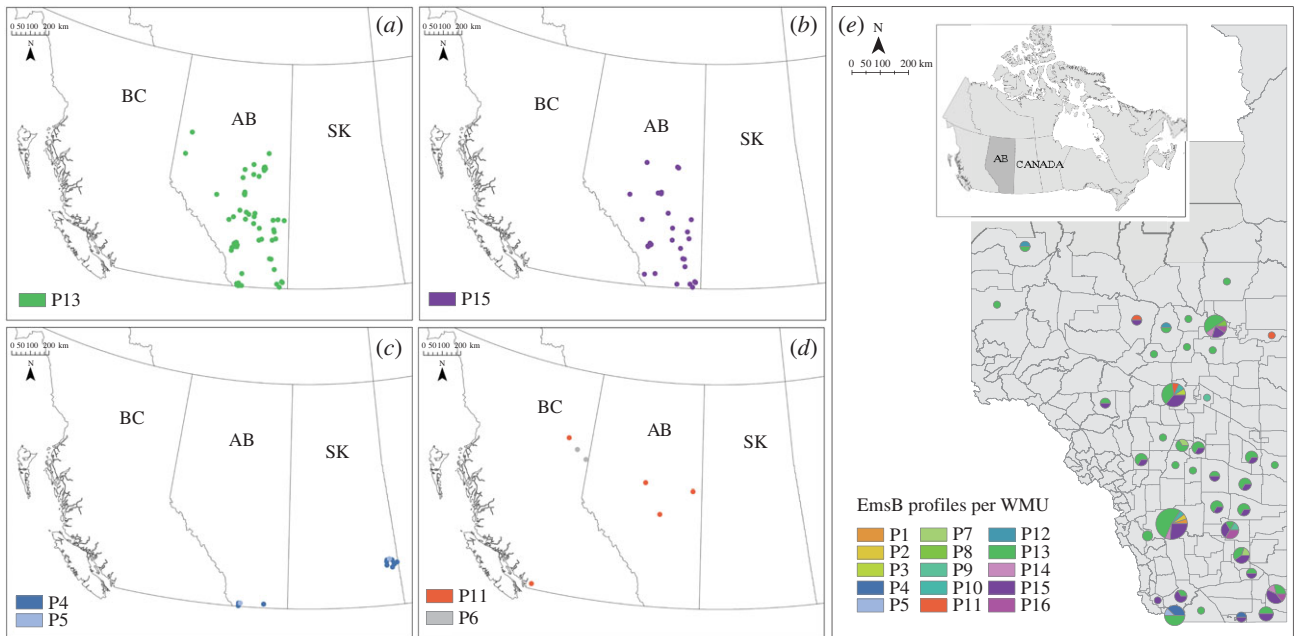 0 50 100 200 km
N
(a)
BC
AB
SK
P13
0 50 100 200 km
N
(b)
BC
AB
SK
P15
0 50 100 200 km
N
(c)
BC
AB
SK
P4
P5
0 50 100 200 km
N
(d)
BC
AB
SK
P11
P6
(e)
N
0 50 100 200 km
AB
CANADA
EmsB profiles per WMU
P1 P7 P12
P2 P8 P13
P3 P9 P14
P4 P10 P15
P5 P11 P16